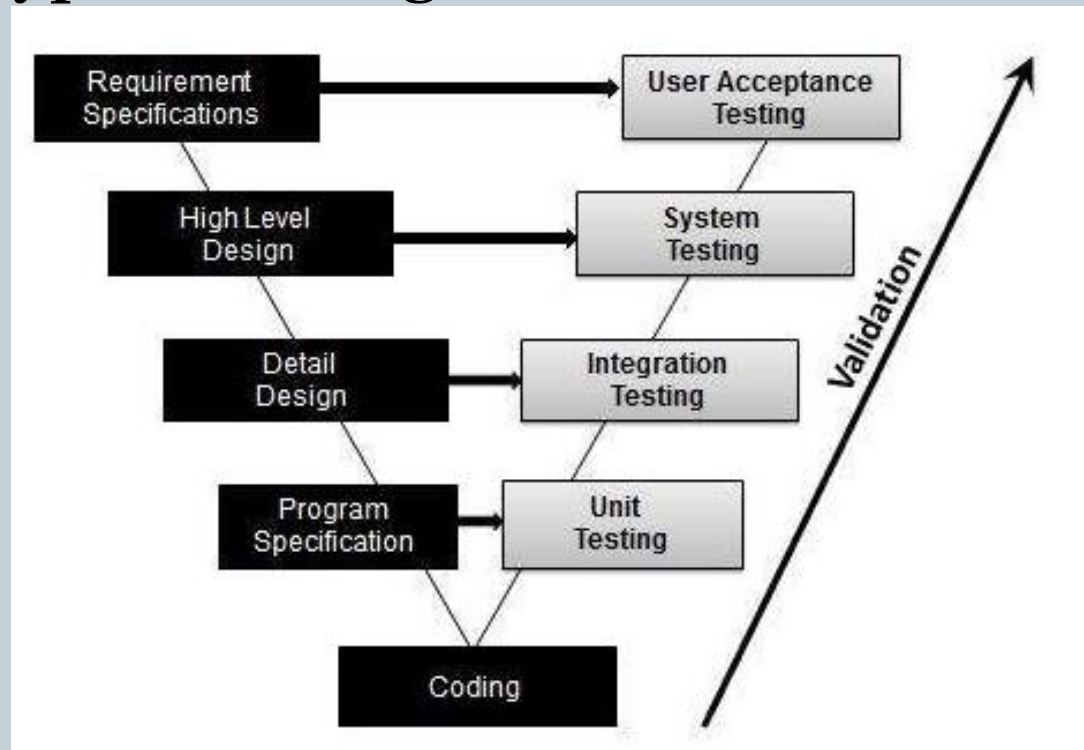 Requirement
Specifications
User Acceptance
Testing
High Level
Design
System
Testing
Detail
Design
Integration
Testing
Program
Specification
Unit
Testing
Coding
Validation